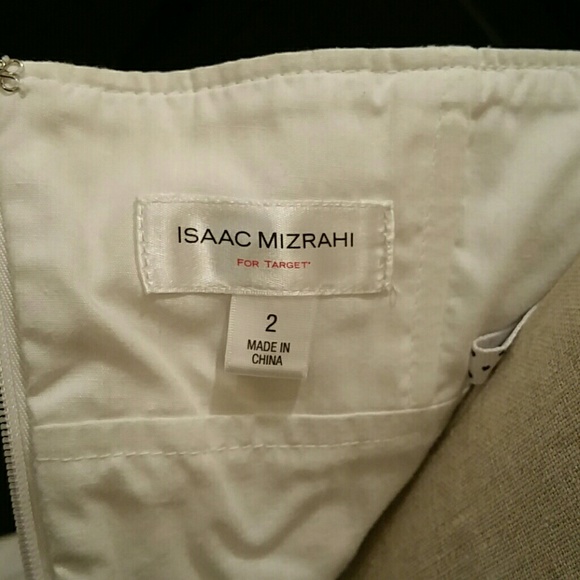 ISAAC MIZRAHI
FOR TARGET
2
MADE IN
CHINA